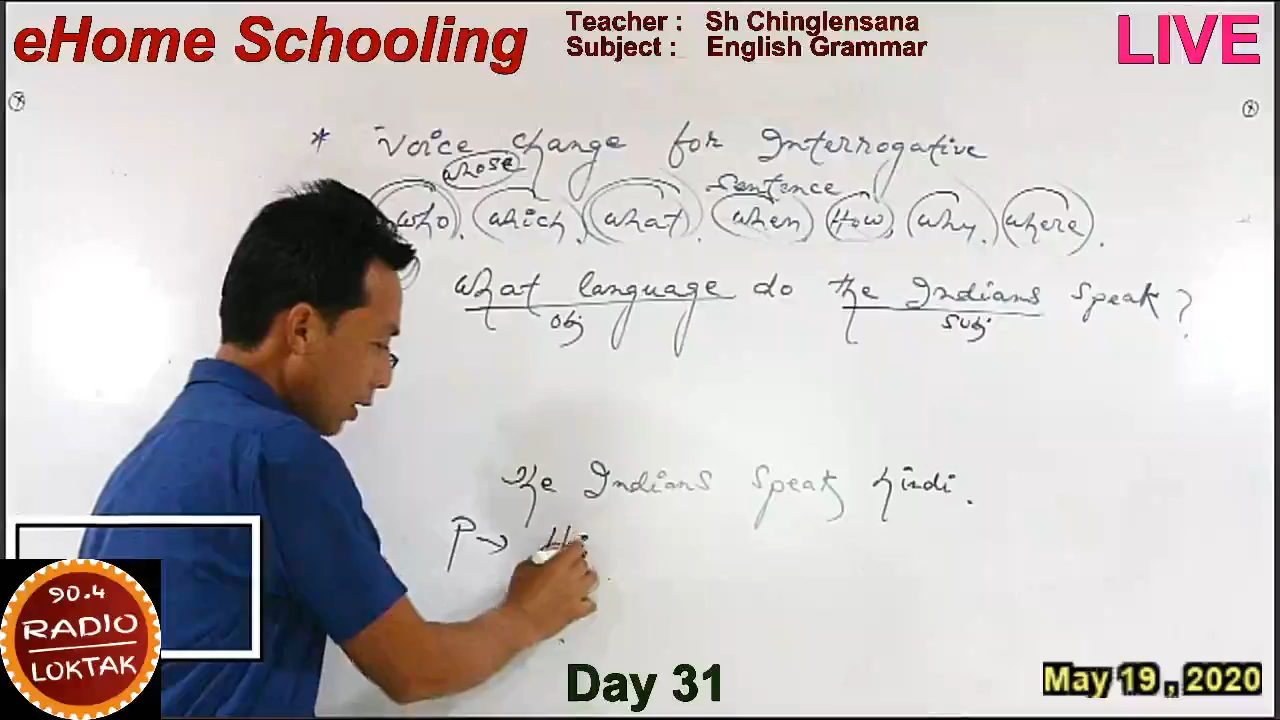 eHome Schooling
Teacher : Sh Chinglensana
Subject : English Grammar
LIVE
* Voice change for Interrogative
whose
sentence
who, which, what, when, How, why, where.
What language do the Indians speak?
obj
subj
The Indians speak hindi.
P→ Hi
90.4
RADIO
LOKTAK
Day 31
May 19 , 2020